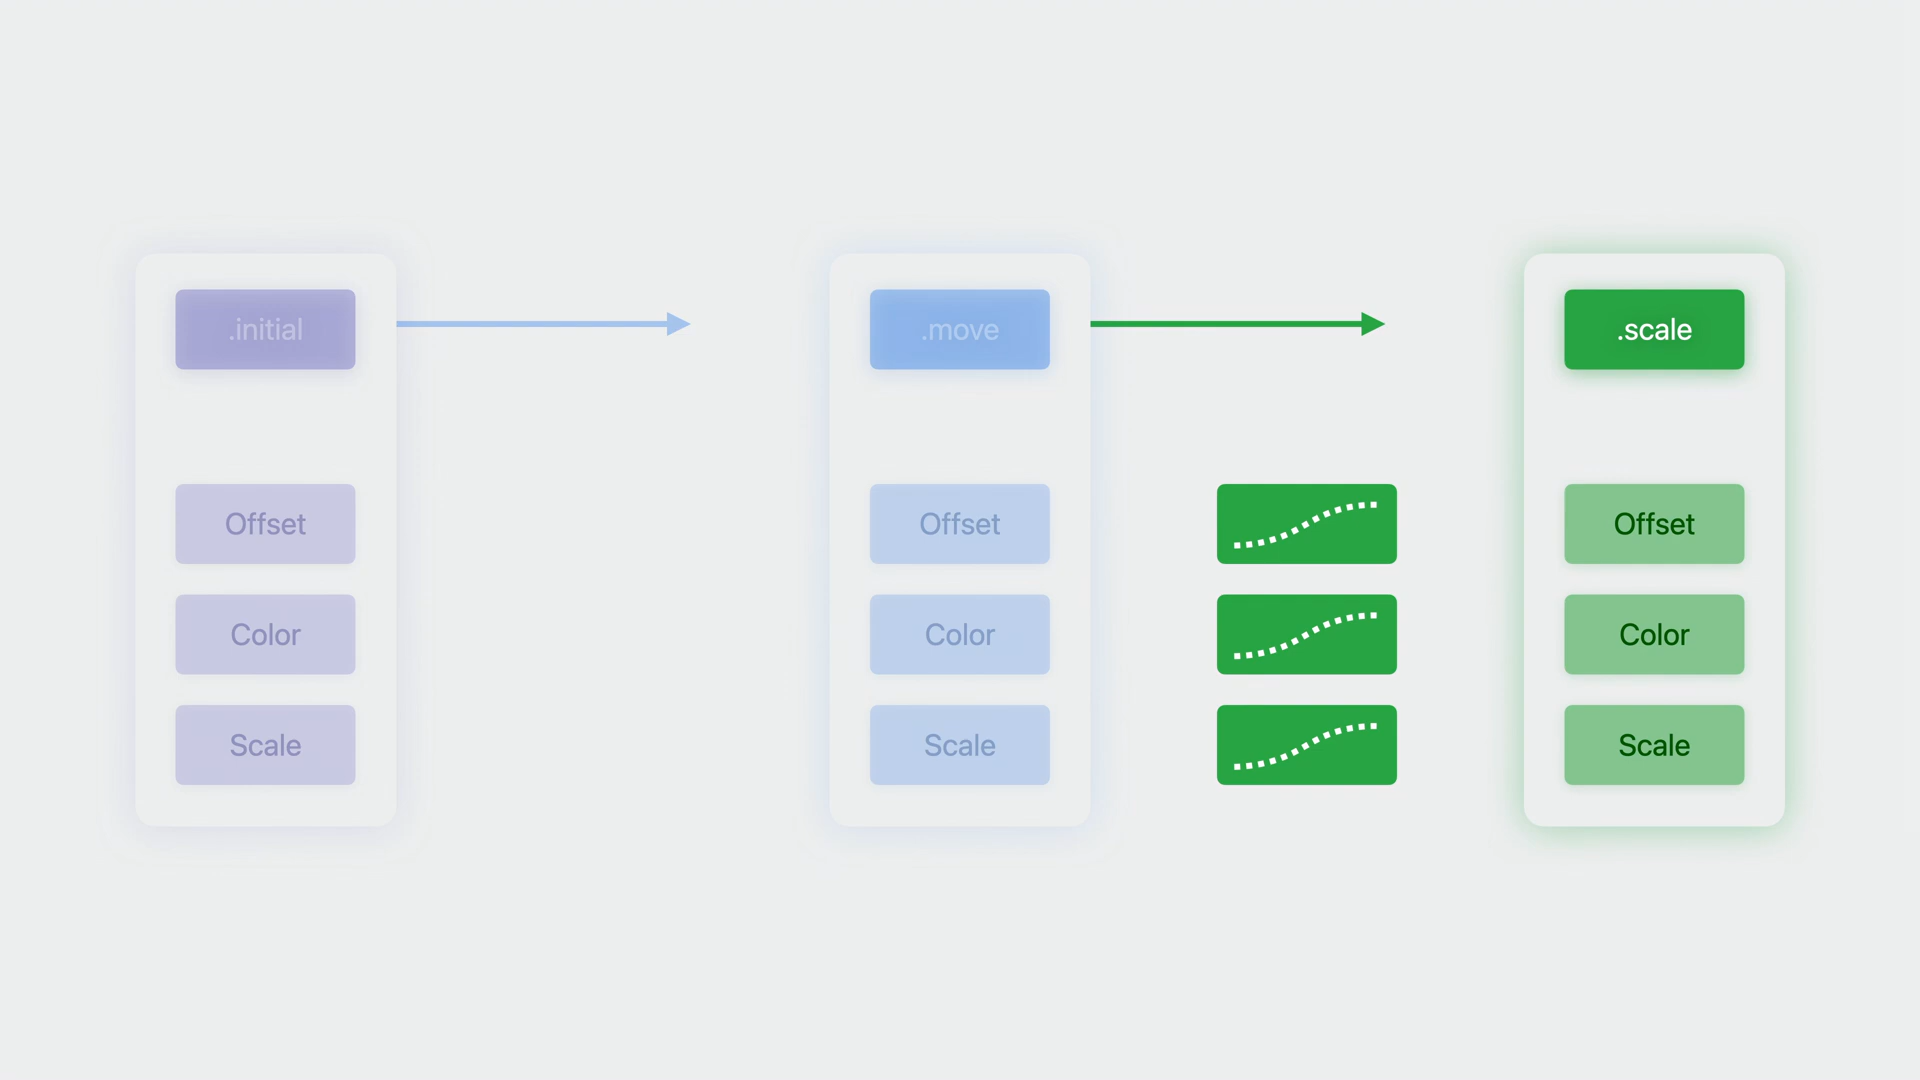 .initial
Offset
Color
Scale
.move
Offset
Color
Scale
.scale
Offset
Color
Scale